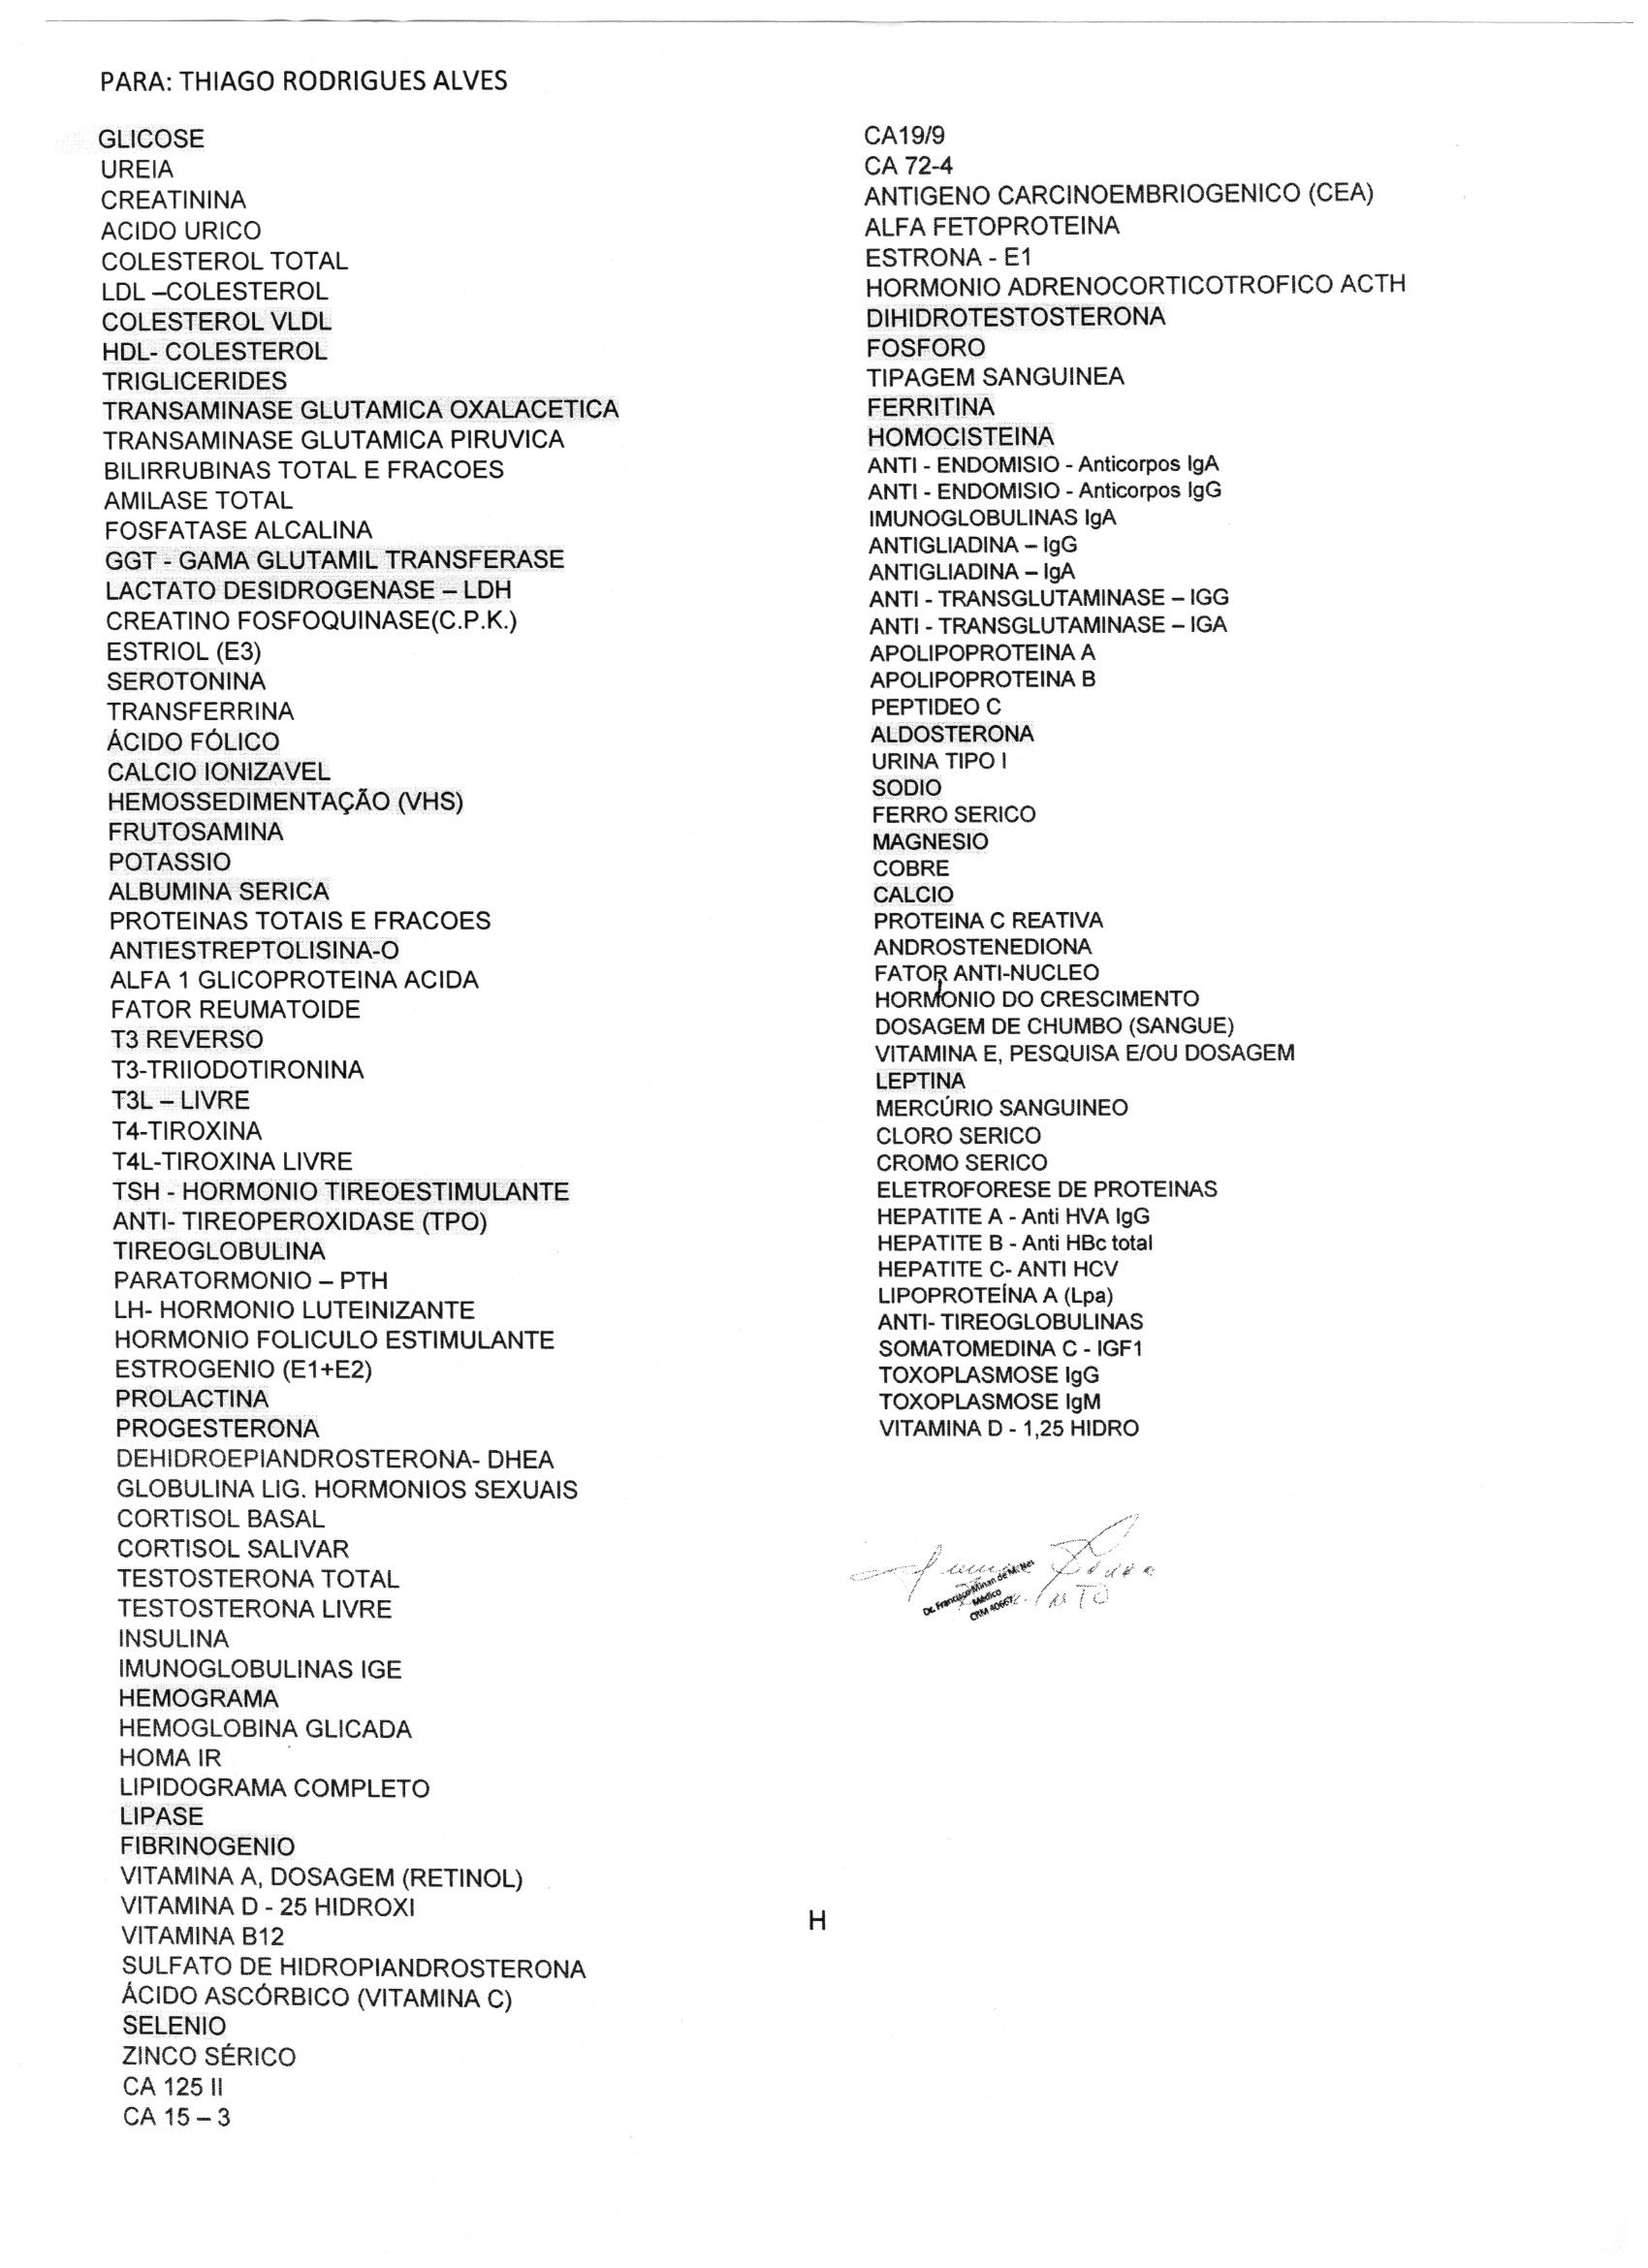 PARA: THIAGO RODRIGUES ALVES
GLICOSE
UREIA
CREATININA
ACIDO URICO
COLESTEROL TOTAL
LDL –COLESTEROL
COLESTEROL VLDL
HDL- COLESTEROL
TRIGLICERIDES
TRANSAMINASE GLUTAMICA OXALACETICA
TRANSAMINASE GLUTAMICA PIRUVICA
BILIRRUBINAS TOTAL E FRACOES
AMILASE TOTAL
FOSFATASE ALCALINA
GGT - GAMA GLUTAMIL TRANSFERASE
LACTATO DESIDROGENASE – LDH
CREATINO FOSFOQUINASE(C.P.K.)
ESTRIOL (E3)
SEROTONINA
TRANSFERRINA
ÁCIDO FÓLICO
CALCIO IONIZAVEL
HEMOSSEDIMENTAÇÃO (VHS)
FRUTOSAMINA
POTASSIO
ALBUMINA SERICA
PROTEINAS TOTAIS E FRACOES
ANTIESTREPTOLISINA-O
ALFA 1 GLICOPROTEINA ACIDA
FATOR REUMATOIDE
T3 REVERSO
T3-TRIIODOTIRONINA
T3L – LIVRE
T4-TIROXINA
T4L-TIROXINA LIVRE
TSH - HORMONIO TIREOESTIMULANTE
ANTI- TIREOPEROXIDASE (TPO)
TIREOGLOBULINA
PARATORMONIO – PTH
LH- HORMONIO LUTEINIZANTE
HORMONIO FOLICULO ESTIMULANTE
ESTROGENIO (E1+E2)
PROLACTINA
PROGESTERONA
DEHIDROEPIANDROSTERONA- DHEA
GLOBULINA LIG. HORMONIOS SEXUAIS
CORTISOL BASAL
CORTISOL SALIVAR
TESTOSTERONA TOTAL
TESTOSTERONA LIVRE
INSULINA
IMUNOGLOBULINAS IGE
HEMOGRAMA
HEMOGLOBINA GLICADA
HOMA IR
LIPIDOGRAMA COMPLETO
LIPASE
FIBRINOGENIO
VITAMINA A, DOSAGEM (RETINOL)
VITAMINA D - 25 HIDROXI
VITAMINA B12
SULFATO DE HIDROPIANDROSTERONA
ÁCIDO ASCÓRBICO (VITAMINA C)
SELENIO
ZINCO SÉRICO
CA 125 II
CA 15 – 3
CA19/9
CA 72-4
ANTIGENO CARCINOEMBRIOGENICO (CEA)
ALFA FETOPROTEINA
ESTRONA - E1
HORMONIO ADRENOCORTICOTROFICO ACTH
DIHIDROTESTOSTERONA
FOSFORO
TIPAGEM SANGUINEA
FERRITINA
HOMOCISTEINA
ANTI - ENDOMISIO - Anticorpos IgA
ANTI - ENDOMISIO - Anticorpos IgG
IMUNOGLOBULINAS IgA
ANTIGLIADINA – IgG
ANTIGLIADINA – IgA
ANTI - TRANSGLUTAMINASE – IGG
ANTI - TRANSGLUTAMINASE – IGA
APOLIPOPROTEINA A
APOLIPOPROTEINA B
PEPTIDEO C
ALDOSTERONA
URINA TIPO I
SODIO
FERRO SERICO
MAGNESIO
COBRE
CALCIO
PROTEINA C REATIVA
ANDROSTENEDIONA
FATOR ANTI-NUCLEO
HORMONIO DO CRESCIMENTO
DOSAGEM DE CHUMBO (SANGUE)
VITAMINA E, PESQUISA E/OU DOSAGEM
LEPTINA
MERCÚRIO SANGUINEO
CLORO SERICO
CROMO SERICO
ELETROFORESE DE PROTEINAS
HEPATITE A - Anti HVA IgG
HEPATITE B - Anti HBc total
HEPATITE C- ANTI HCV
LIPOPROTEÍNA A (Lpa)
ANTI- TIREOGLOBULINAS
SOMATOMEDINA C - IGF1
TOXOPLASMOSE IgG
TOXOPLASMOSE IgM
VITAMINA D - 1,25 HIDRO
Dr. Francisco Minan de M.
Médico
CRM 40667
H